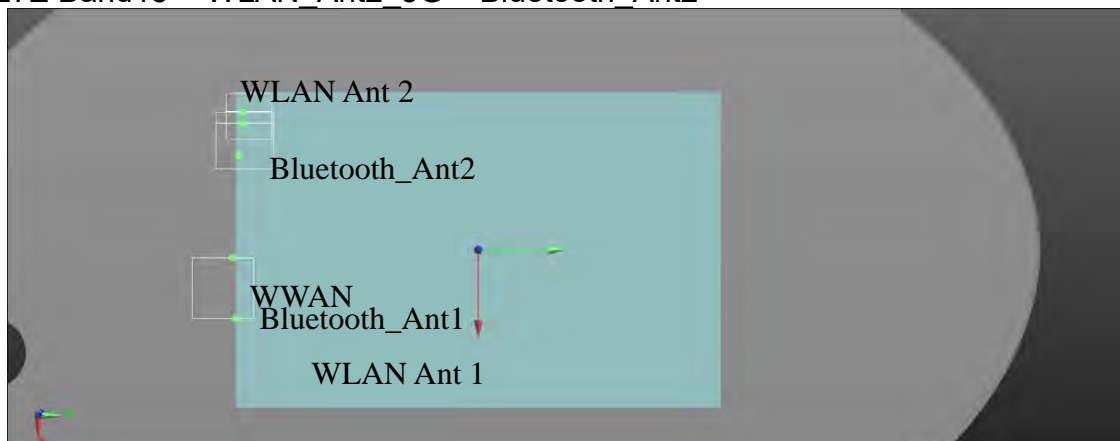 WLAN Ant 2
Bluetooth_Ant2
WWAN
Bluetooth_Ant1
WLAN Ant 1